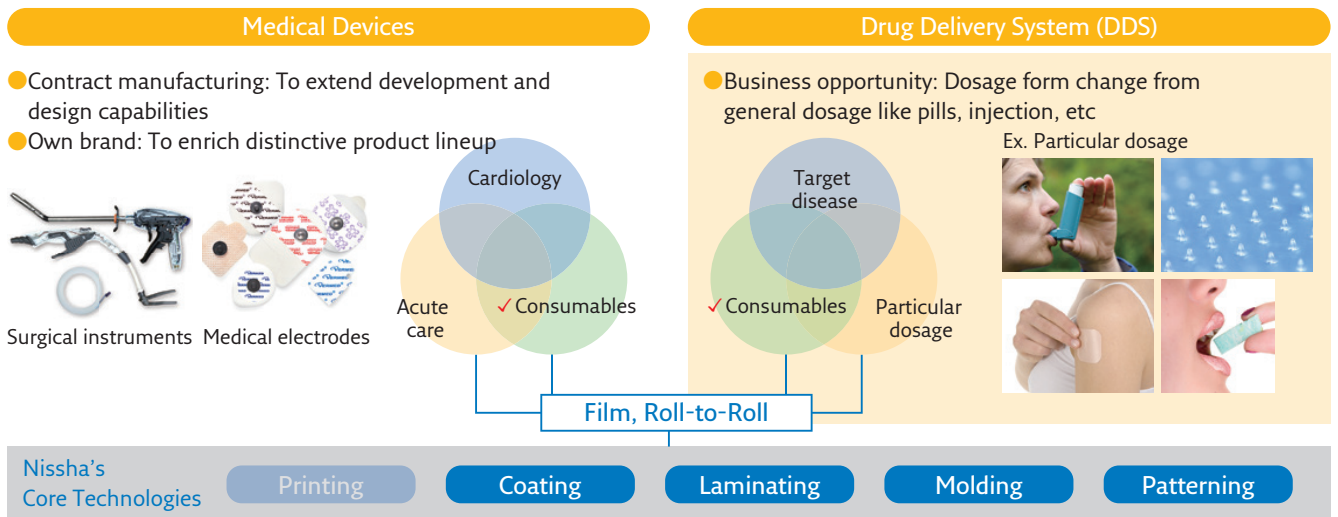 Medical Devices
Contract manufacturing: To extend development and
design capabilities
Own brand: To enrich distinctive product lineup
Cardiology
Acute
care
✓Consumables
Surgical instruments
Medical electrodes
Drug Delivery System (DDS)
Business opportunity: Dosage form change from
general dosage like pills, injection, etc
Ex. Particular dosage
Target
disease
✓Consumables
Particular
dosage
Film, Roll-to-Roll
Nissha's
Core Technologies
Printing
Coating
Laminating
Molding
Patterning